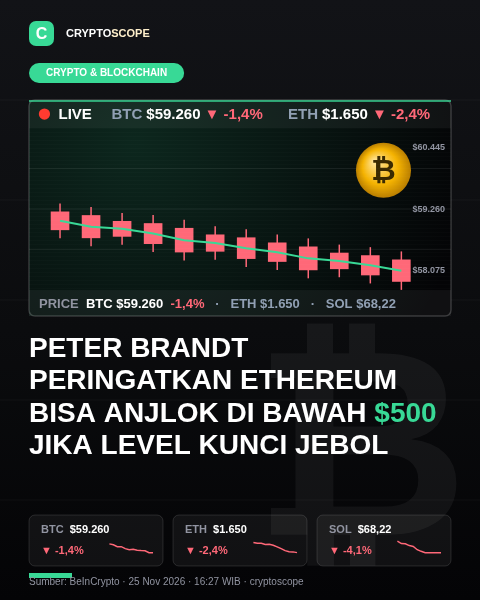 C CRYPTOSCOPE
CRYPTO & BLOCKCHAIN
LIVE BTC $59.260 ▼ -1,4% ETH $1.650 ▼ -2,4%
$60.445
₿
$59.260
$58.075
PRICE BTC $59.260 -1,4% · ETH $1.650 · SOL $68,22
PETER BRANDT
PERINGATKAN ETHEREUM
BISA ANJLOK DI BAWAH $500
JIKA LEVEL KUNCI JEBOL
BTC $59.260 ETH $1.650 SOL $68,22
▼ -1,4% ▼ -2,4% ▼ -4,1%
Sumber: BeInCrypto · 25 Nov 2026 · 16:27 WIB · cryptoscope